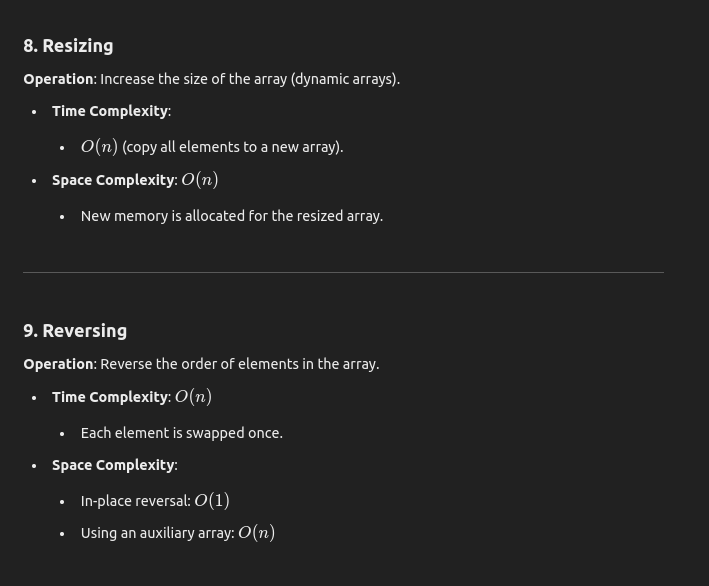 8. Resizing
Operation: Increase the size of the array (dynamic arrays).
• Time Complexity:
• O(n) (copy all elements to a new array).
• Space Complexity: O(n)
• New memory is allocated for the resized array.
9. Reversing
Operation: Reverse the order of elements in the array.
• Time Complexity: O(n)
• Each element is swapped once.
• Space Complexity:
• In-place reversal: O(1)
• Using an auxiliary array: O(n)